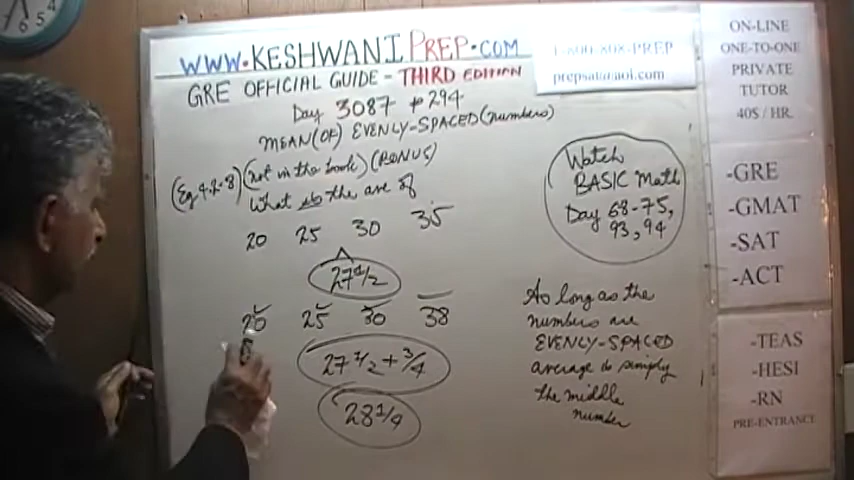 WWW.KESHWANIPREP.COM
GRE OFFICIAL GUIDE - THIRD EDITION
1-800-808-PREP
prepsat@aol.com
Day 3087 p294
MEAN(OF) EVENLY-SPACED(numbers)
(Eg 4.2.8)(not in the book)(BONUS)
What is the ave of
20 25 30 35
27 1/2
20 25 30 38
27 1/2 + 3/4
28 1/4
Watch
BASIC Math
Day 68-75,
93, 94
As long as the
numbers are
EVENLY-SPACED
average is simply
the middle
number
ON-LINE
ONE-TO-ONE
PRIVATE
TUTOR
40$ / HR.
-GRE
-GMAT
-SAT
-ACT
-TEAS
-HESI
-RN
PRE-ENTRANCE
6 5 4